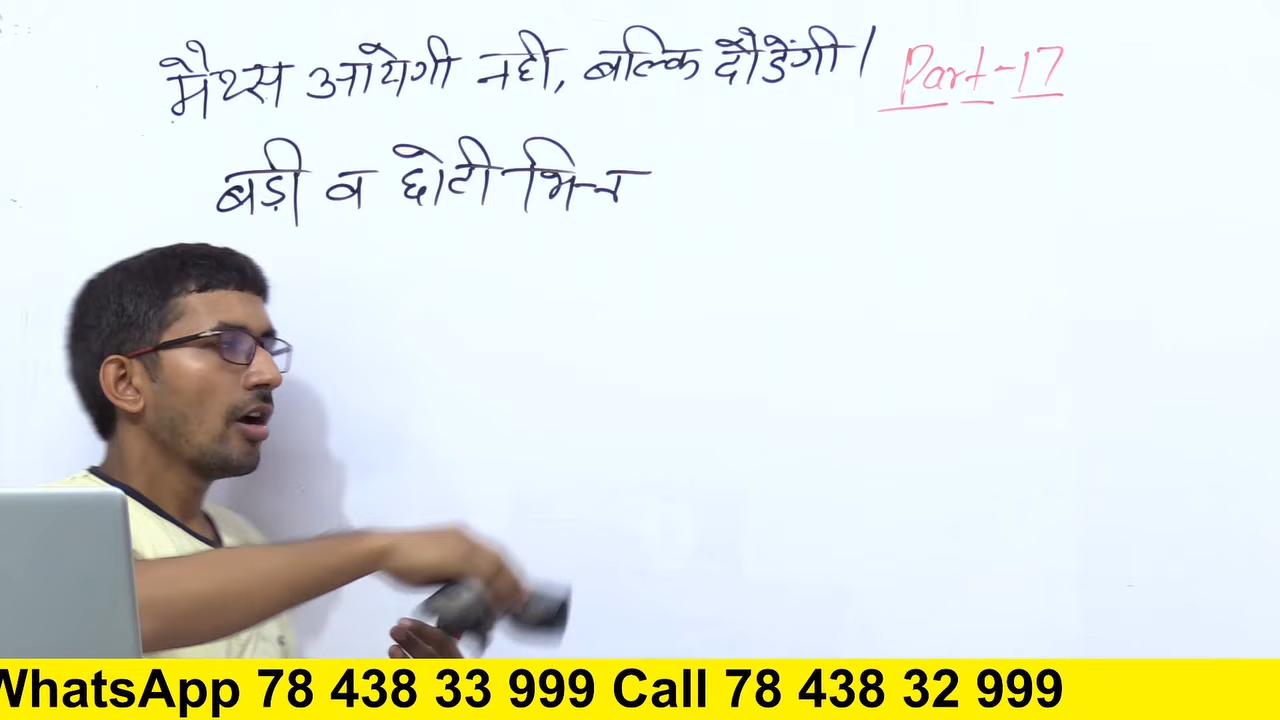 मैथ्स आयेगी नही, बल्कि दौडेंगी। Part-17
बड़ी व छोटी भिन्न
WhatsApp 78 438 33 999 Call 78 438 32 999